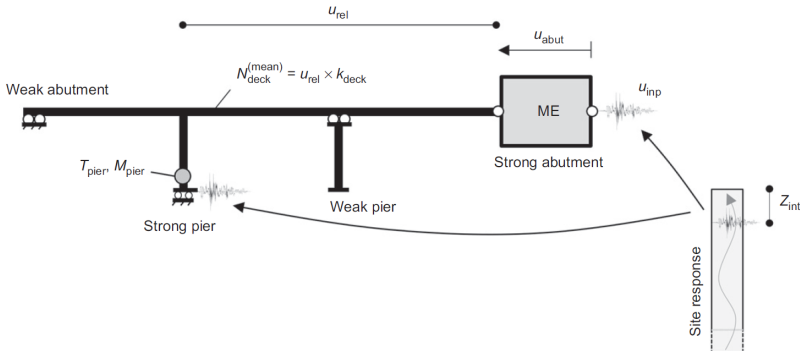 u_rel
u_abut
Weak abutment
N_deck^(mean) = u_rel × k_deck
u_inp
ME
Strong abutment
T_pier, M_pier
Weak pier
Strong pier
Z_int
Site response